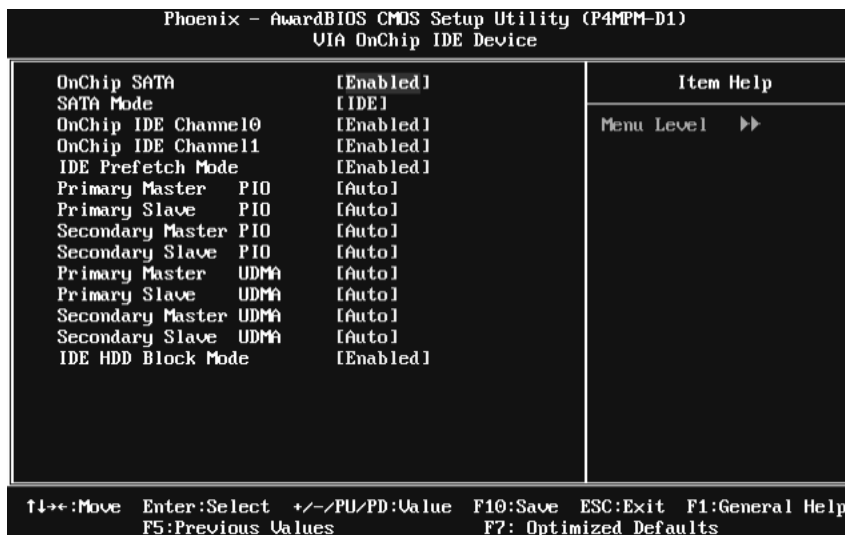 Phoenix - AwardBIOS CMOS Setup Utility (P4MPM-D1)
VIA OnChip IDE Device
OnChip SATA [Enabled]
SATA Mode [IDE]
OnChip IDE Channel0 [Enabled]
OnChip IDE Channel1 [Enabled]
IDE Prefetch Mode [Enabled]
Primary Master PIO [Auto]
Primary Slave PIO [Auto]
Secondary Master PIO [Auto]
Secondary Slave PIO [Auto]
Primary Master UDMA [Auto]
Primary Slave UDMA [Auto]
Secondary Master UDMA [Auto]
Secondary Slave UDMA [Auto]
IDE HDD Block Mode [Enabled]
Item Help
Menu Level ▸▸
↑↓→←:Move Enter:Select +/-/PU/PD:Value F10:Save ESC:Exit F1:General Help
F5:Previous Values F7: Optimized Defaults